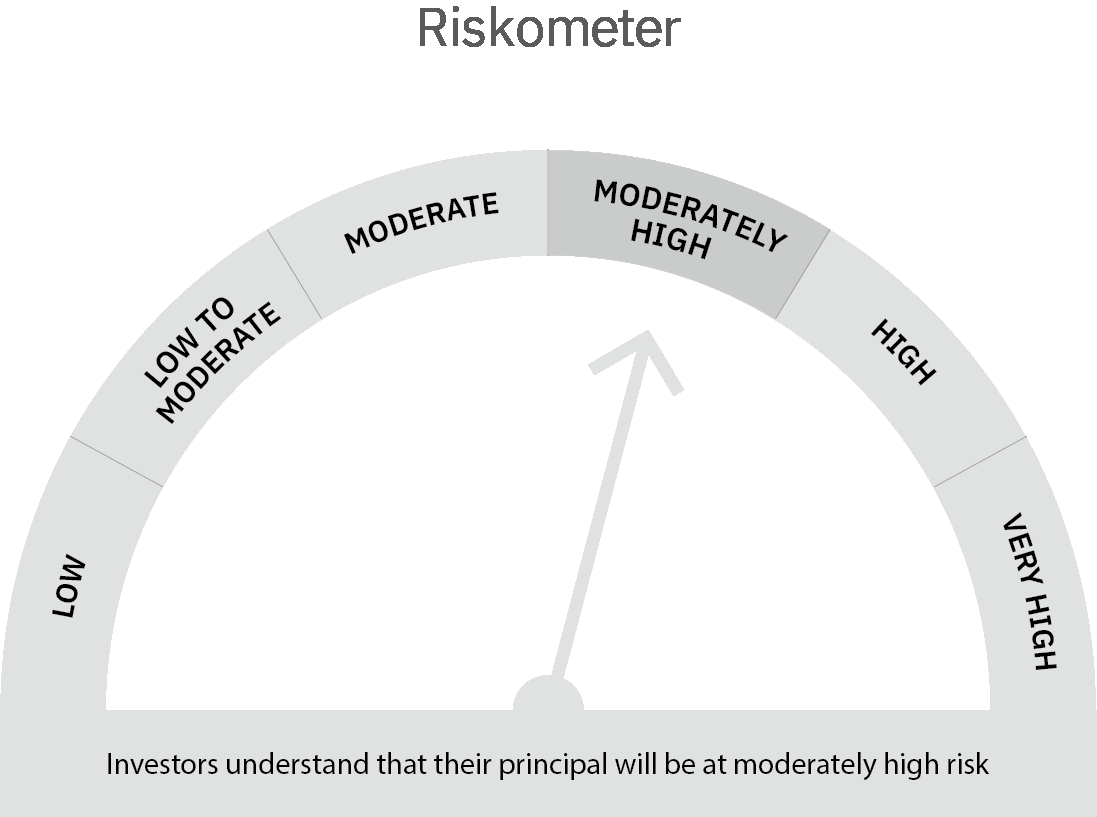 Riskometer
LOW
LOW TO
MODERATE
MODERATE
MODERATELY
HIGH
HIGH
VERY HIGH
Investors understand that their principal will be at moderately high risk